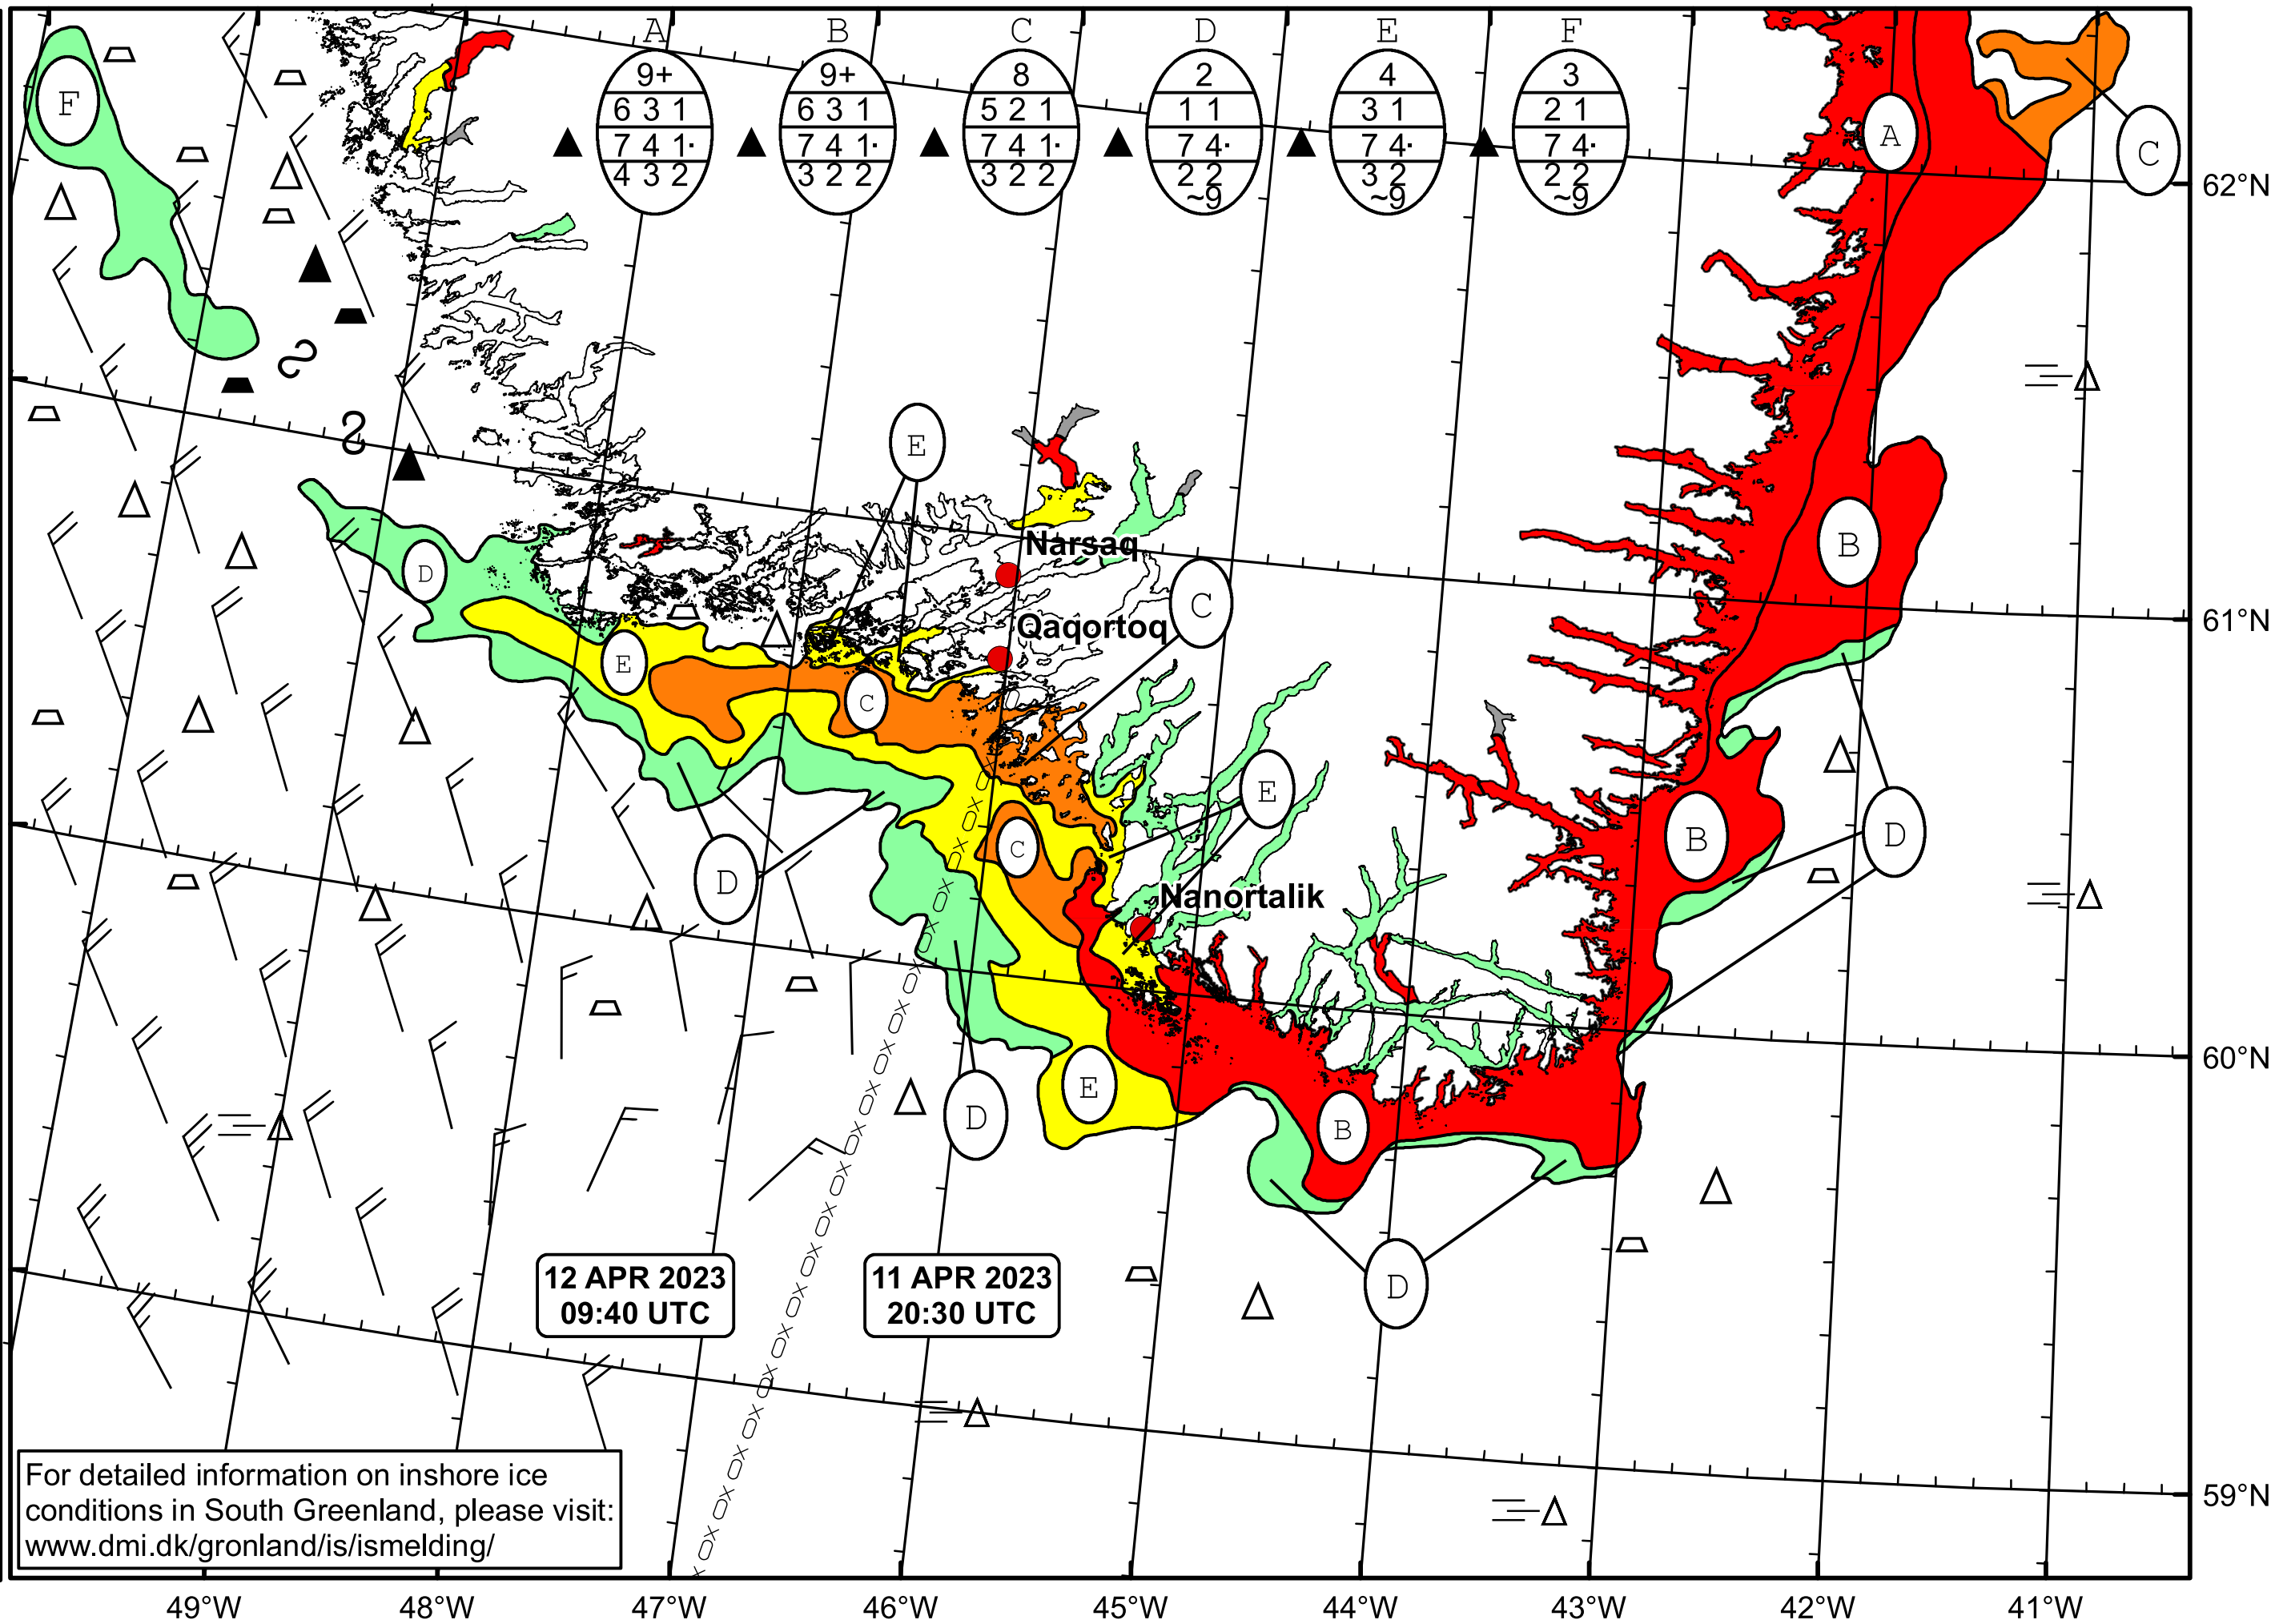 A B C D E F
9+ 9+ 8 2 4 3
6 3 1 6 3 1 5 2 1 1 1 3 1 2 1
7 4 1· 7 4 1· 7 4 1· 7 4· 7 4· 7 4·
4 3 2 3 2 2 3 2 2 2 2 3 2 2 2
~9 ~9 ~9
F
A
C
62°N
E
B
Narsaq
D
C
61°N
Qaqortoq
E
C
E
B
D
C
D
Nanortalik
60°N
E
D
B
D
12 APR 2023
09:40 UTC
11 APR 2023
20:30 UTC
For detailed information on inshore ice
conditions in South Greenland, please visit:
www.dmi.dk/gronland/is/ismelding/
59°N
49°W 48°W 47°W 46°W 45°W 44°W 43°W 42°W 41°W